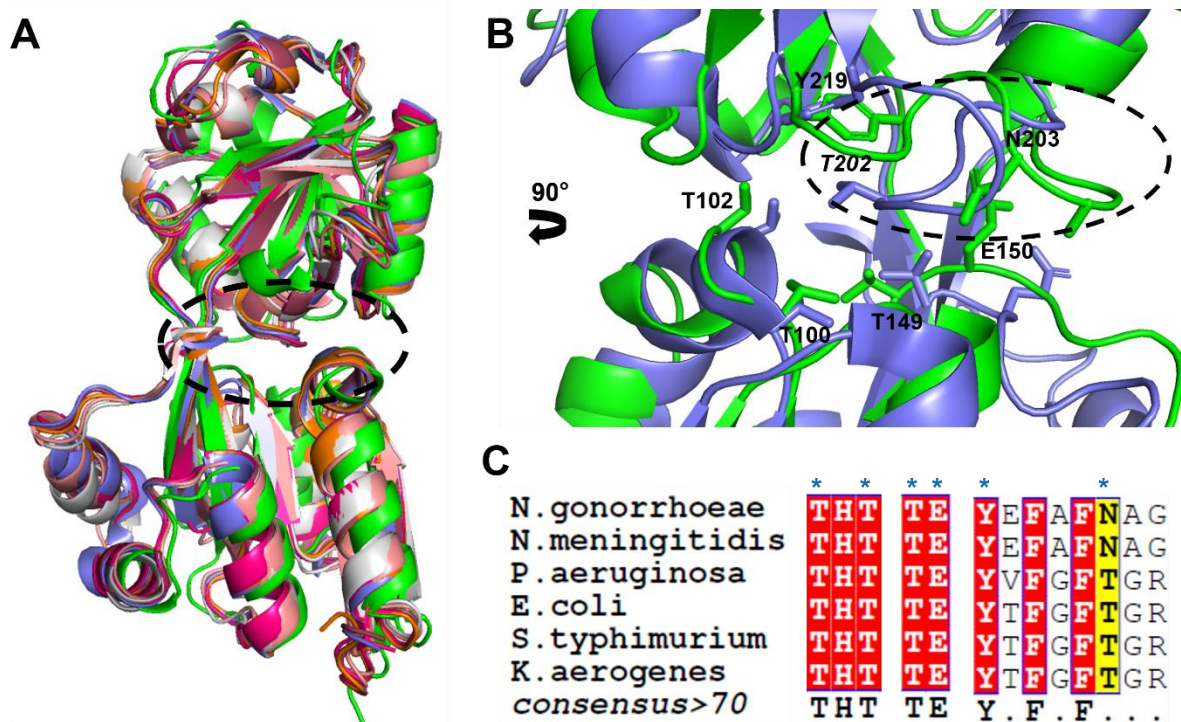 A
B
90°
Y219
N203
T202
T102
E150
T100
T149
C
* * * * * *
N.gonorrhoeae THT TE YEFAFNAG
N.meningitidis THT TE YEFAFNAG
P.aeruginosa THT TE YVFGFTGR
E.coli THT TE YTFGFTGR
S.typhimurium THT TE YTFGFTGR
K.aerogenes THT TE YTFGFTGR
consensus>70 THT TE Y.F.F...